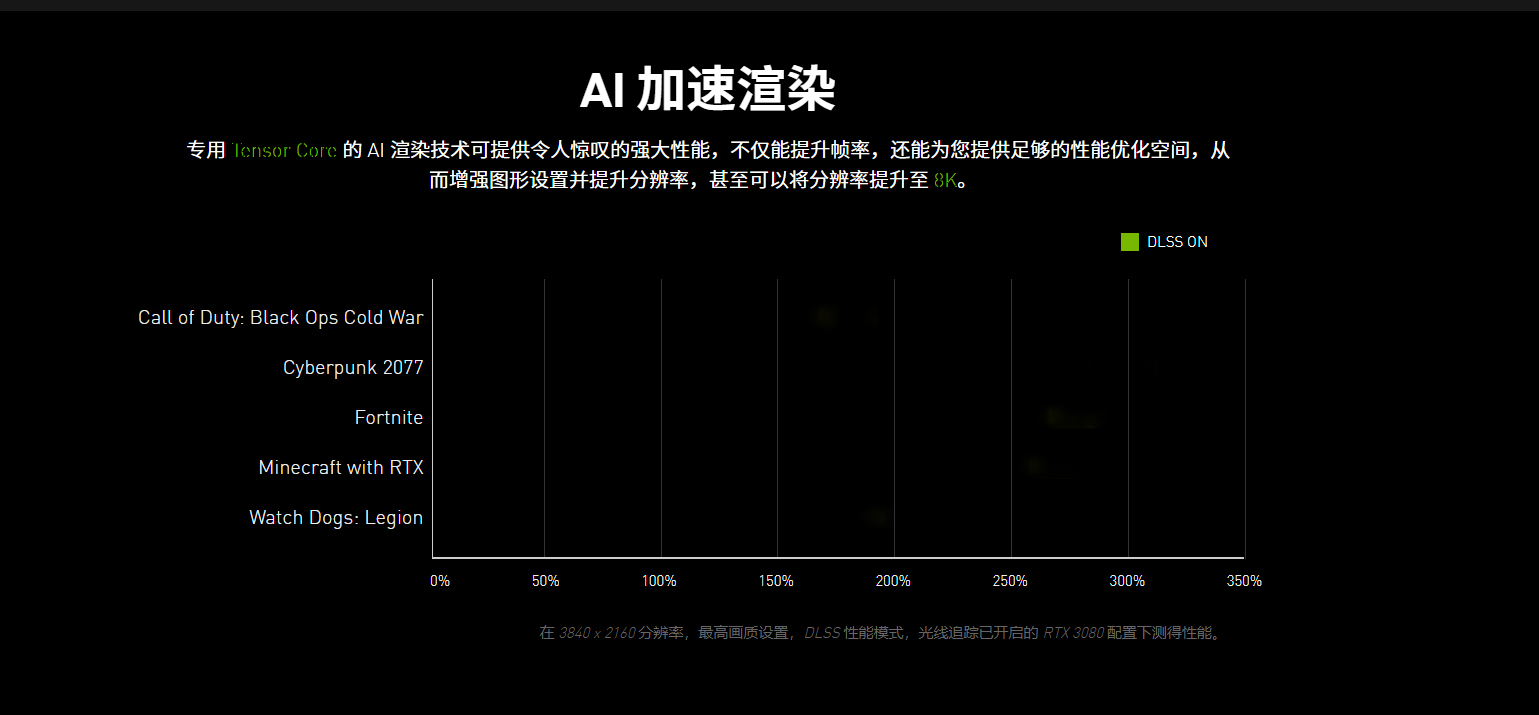 AI 加速渲染
专用 Tensor Core 的 AI 渲染技术可提供令人惊叹的强大性能，不仅能提升帧率，还能为您提供足够的性能优化空间，从
而增强图形设置并提升分辨率，甚至可以将分辨率提升至 8K。
DLSS ON
Call of Duty: Black Ops Cold War
Cyberpunk 2077
Fortnite
Minecraft with RTX
Watch Dogs: Legion
0% 50% 100% 150% 200% 250% 300% 350%
在 3840 x 2160 分辨率，最高画质设置，DLSS 性能模式，光线追踪已开启的 RTX 3080 配置下测得性能。